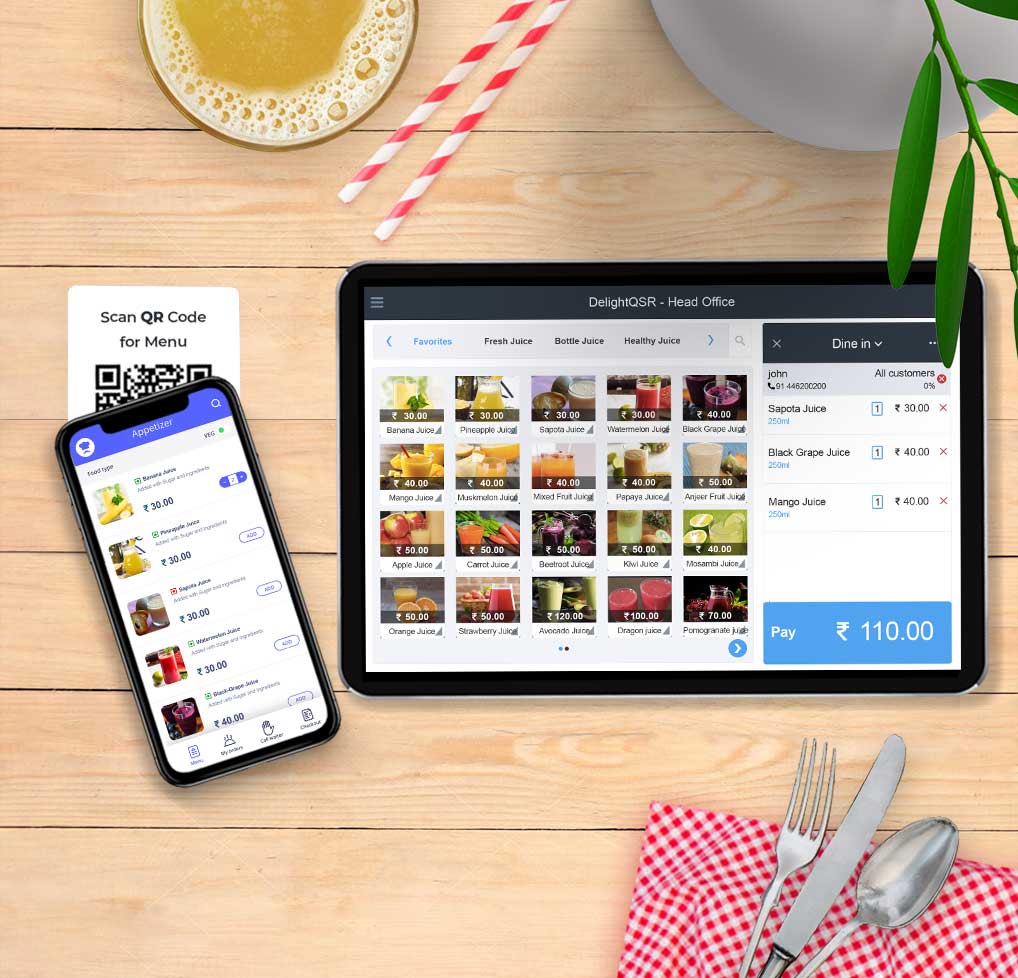 Scan QR Code
for Menu
Appetizer
Food type
VEG
Banana Juice
Added with Sugar and Ingredients
₹ 30.00
- 2 +
Pineapple Juice
Added with Sugar and Ingredients
₹ 30.00
ADD
Sapota Juice
Added with Sugar and Ingredients
₹ 30.00
ADD
Watermelon Juice
Added with Sugar and Ingredients
₹ 30.00
ADD
Black-Grape Juice
Added with Sugar and Ingredients
₹ 40.00
ADD
Menu
My orders
Call waiter
Checkout
DelightQSR - Head Office
Favorites
Fresh Juice
Bottle Juice
Healthy Juice
₹ 30.00
Banana Juice
₹ 30.00
Pineapple Juice
₹ 30.00
Sapota Juice
₹ 30.00
Watermelon Juice
₹ 40.00
Black Grape Juice
₹ 40.00
Mango Juice
₹ 40.00
Muskmelon Juice
₹ 40.00
Mixed Fruit Juice
₹ 40.00
Papaya Juice
₹ 50.00
Anjeer Fruit Juice
₹ 50.00
Apple Juice
₹ 50.00
Carrot Juice
₹ 50.00
Beetroot Juice
₹ 50.00
Kiwi Juice
₹ 40.00
Mosambi Juice
₹ 50.00
Orange Juice
₹ 50.00
Strawberry Juice
₹120.00
Avocado Juice
₹100.00
Dragon juice
₹ 70.00
Pomogranate juice
Dine in
john
All customers
91 446200200
0%
Sapota Juice 1 ₹ 30.00
250ml
Black Grape Juice 1 ₹ 40.00
250ml
Mango Juice 1 ₹ 40.00
250ml
Pay ₹ 110.00